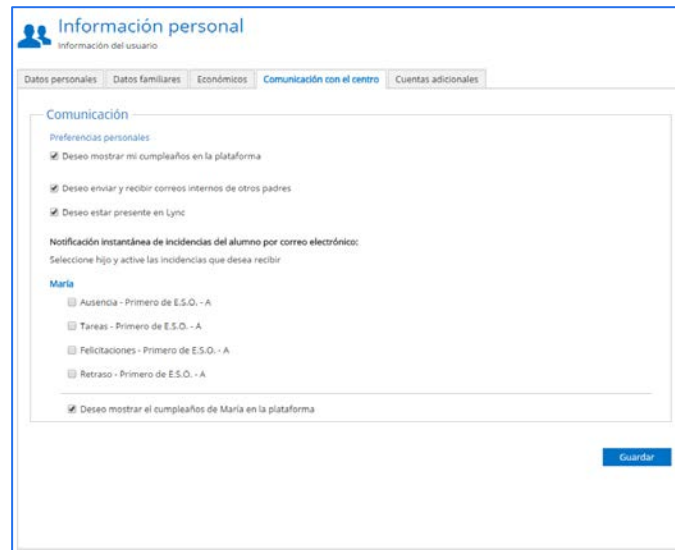 Información personal
Información del usuario
Datos personales Datos familiares Económicos Comunicación con el centro Cuentas adicionales
Comunicación
Preferencias personales
Deseo mostrar mi cumpleaños en la plataforma
Deseo enviar y recibir correos internos de otros padres
Deseo estar presente en Lync
Notificación instantánea de incidencias del alumno por correo electrónico:
Seleccione hijo y active las incidencias que desea recibir
María
Ausencia - Primero de E.S.O. - A
Tareas - Primero de E.S.O. - A
Felicitaciones - Primero de E.S.O. - A
Retraso - Primero de E.S.O. - A
Deseo mostrar el cumpleaños de María en la plataforma
Guardar